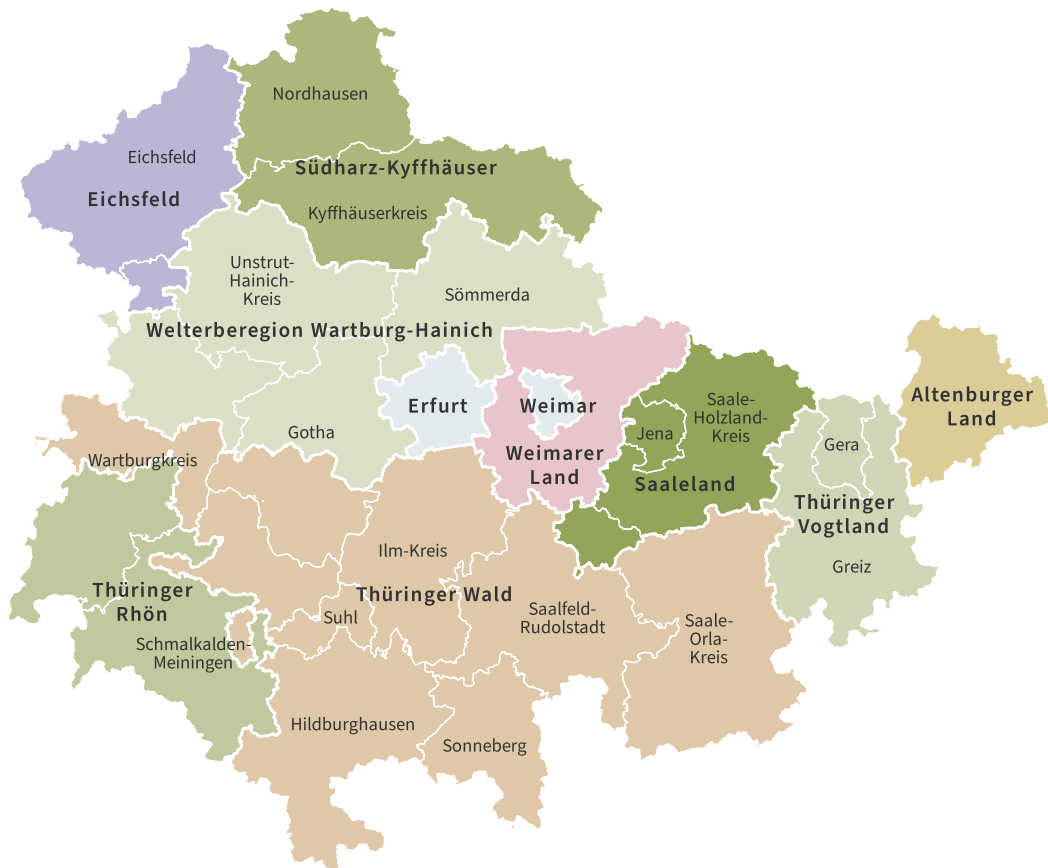 Nordhausen
Eichsfeld
Südharz-Kyffhäuser
Eichsfeld
Kyffhäuserkreis
Unstrut-
Hainich-
Kreis
Sömmerda
Welterberegion Wartburg-Hainich
Erfurt
Weimar
Saale-
Holzland-
Kreis
Altenburger
Land
Gotha
Jena
Gera
Wartburgkreis
Weimarer
Land
Saaleland
Thüringer
Vogtland
Ilm-Kreis
Greiz
Thüringer
Rhön
Thüringer Wald
Suhl
Saalfeld-
Rudolstadt
Saale-
Orla-
Kreis
Schmalkalden-
Meiningen
Hildburghausen
Sonneberg